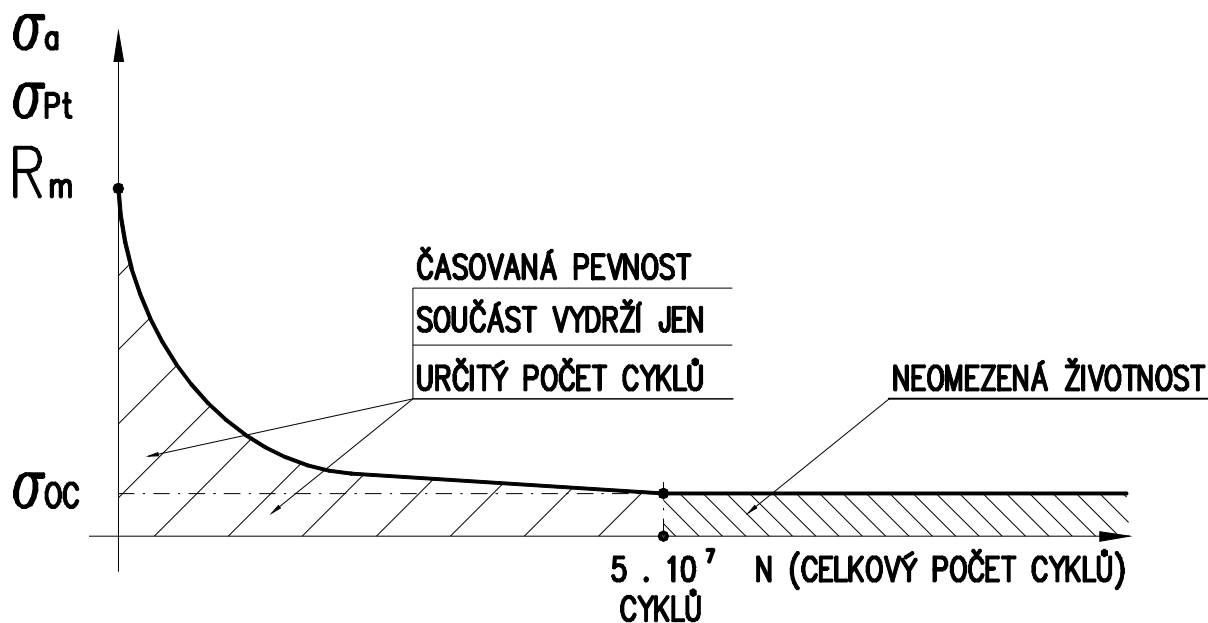 σa
σPt
Rm
ČASOVANÁ PEVNOST
SOUČÁST VYDRŽÍ JEN
URČITÝ POČET CYKLŮ
NEOMEZENÁ ŽIVOTNOST
σOC
5 . 10⁷
CYKLŮ
N (CELKOVÝ POČET CYKLŮ)